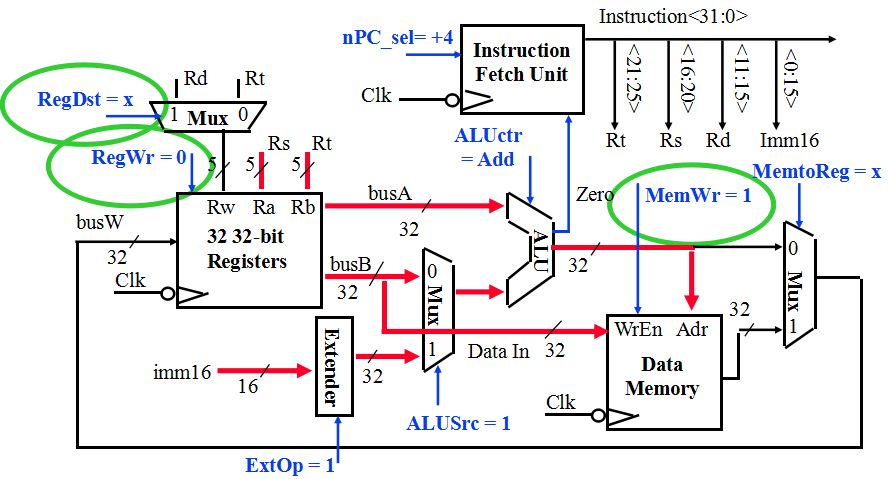 Instruction<31:0>
nPC_sel= +4
Instruction
Fetch Unit
Clk
<21:25>
<16:20>
<11:15>
<0:15>
Rt
Rs
Rd
Imm16
Rd
Rt
RegDst = x
1
Mux
0
RegWr = 0
Rs
Rt
5
5
5
ALUctr
= Add
busW
32
Rw
Ra
Rb
32 32-bit
Registers
Clk
busA
32
busB
32
0
Mux
1
ALU
Zero
32
MemWr = 1
MemtoReg = x
0
Mux
1
32
WrEn
Adr
Data
Memory
Clk
Data In
32
imm16
16
Extender
32
ALUSrc = 1
ExtOp = 1